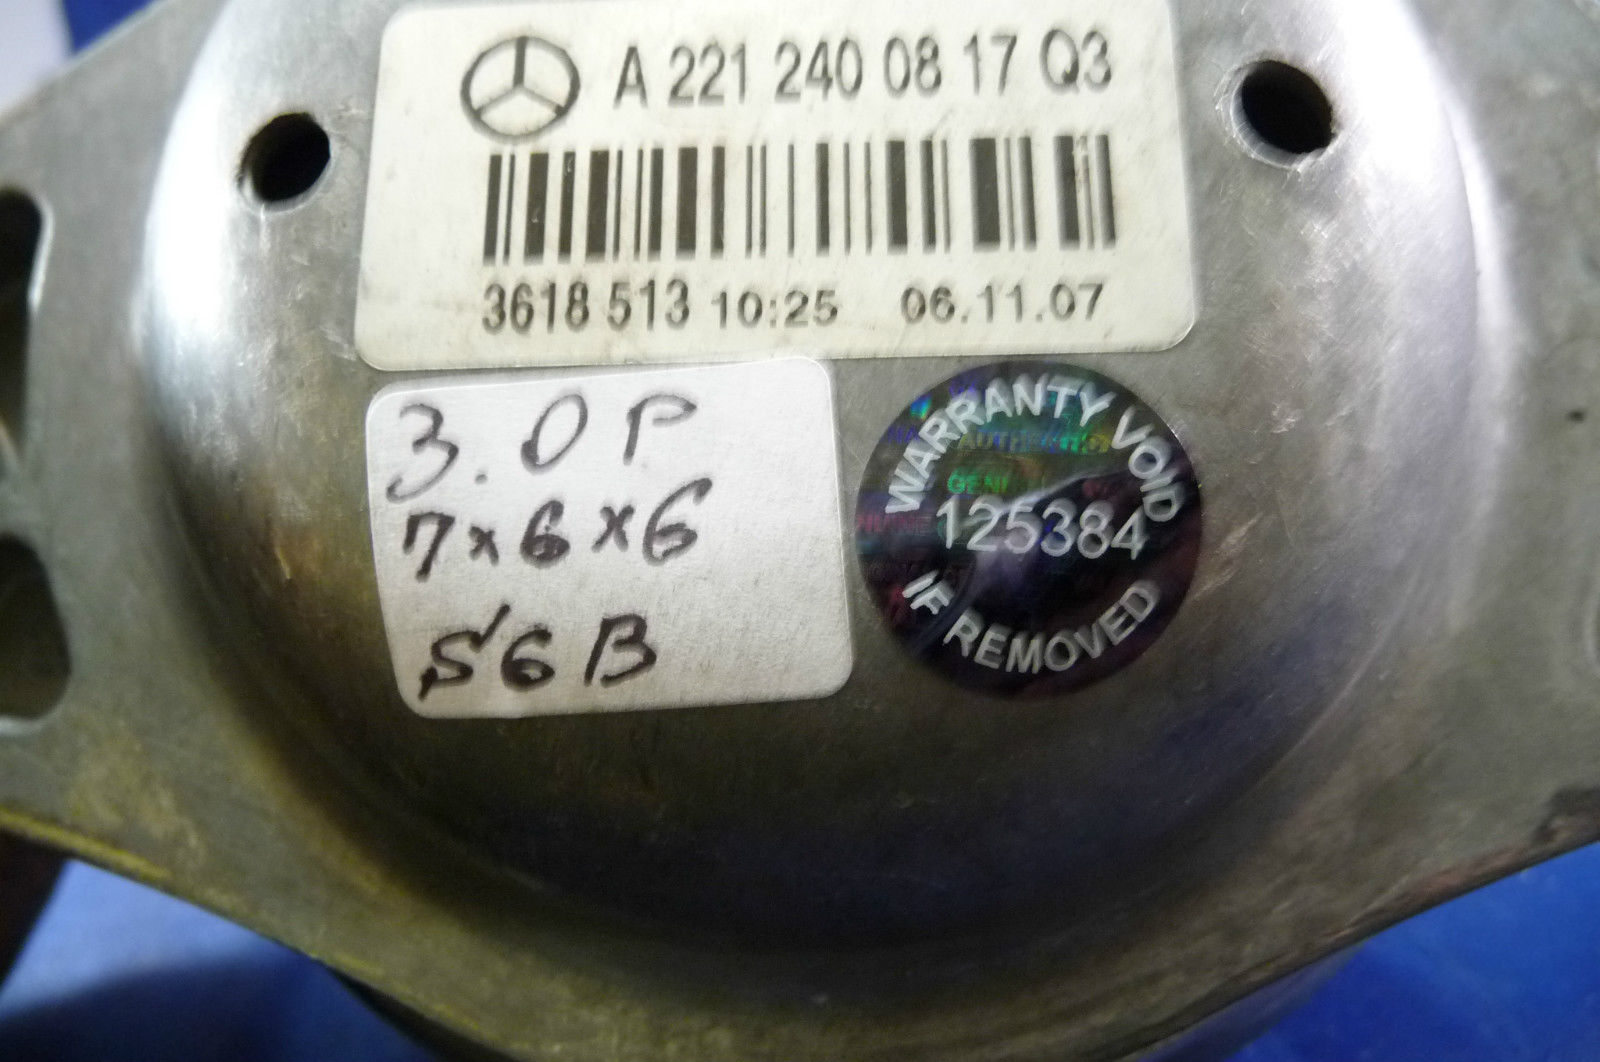 A 221 240 08 17 Q3
3618 513 10:25 06.11.07
3.0 P
7x6x6
S6B
WARRANTY VOID
125384
IF REMOVED